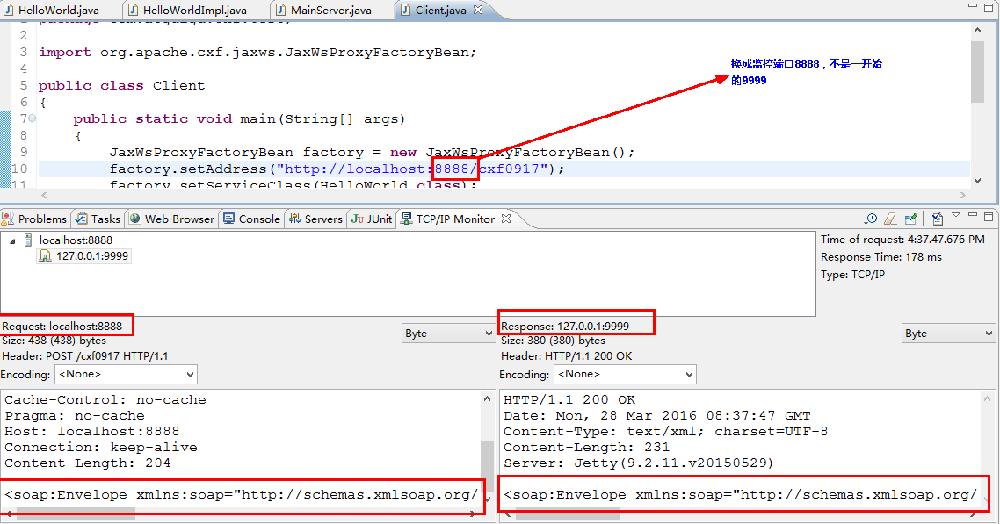 HelloWorld.java
HelloWorldImpl.java
MainServer.java
Client.java
2
3 import org.apache.cxf.jaxws.JaxWsProxyFactoryBean;
4
5 public class Client
6 {
7 public static void main(String[] args)
8 {
9 JaxWsProxyFactoryBean factory = new JaxWsProxyFactoryBean();
10 factory.setAddress("http://localhost:8888/cxf0917");
11 factory.setServiceClass(HelloWorld.class);
换成监控端口8888，不是一开始
的9999
Problems Tasks Web Browser Console Servers JUnit TCP/IP Monitor
localhost:8888
127.0.0.1:9999
Time of request: 4:37.47.676 PM
Response Time: 178 ms
Type: TCP/IP
Request: localhost:8888
Size: 438 (438) bytes
Header: POST /cxf0917 HTTP/1.1
Byte
Encoding: <None>
Cache-Control: no-cache
Pragma: no-cache
Host: localhost:8888
Connection: keep-alive
Content-Length: 204
<soap:Envelope xmlns:soap="http://schemas.xmlsoap.org/
Response: 127.0.0.1:9999
Size: 380 (380) bytes
Header: HTTP/1.1 200 OK
Byte
Encoding: <None>
HTTP/1.1 200 OK
Date: Mon, 28 Mar 2016 08:37:47 GMT
Content-Type: text/xml; charset=UTF-8
Content-Length: 231
Server: Jetty(9.2.11.v20150529)
<soap:Envelope xmlns:soap="http://schemas.xmlsoap.org/